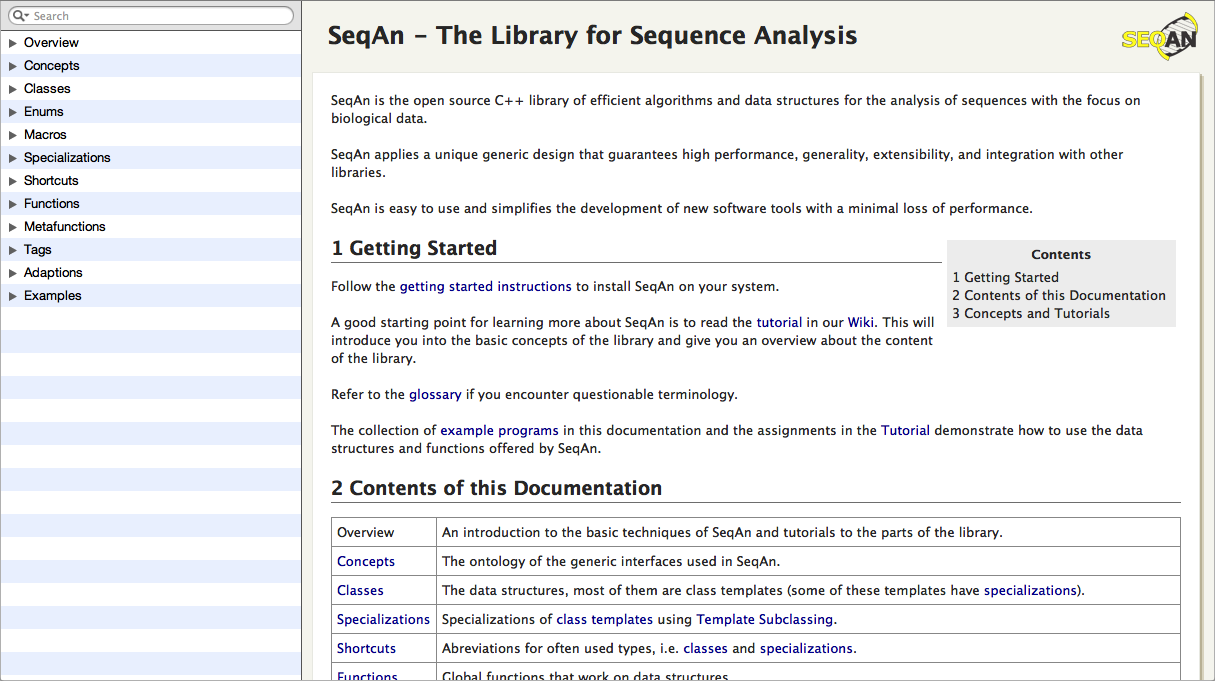 Search
Overview
Concepts
Classes
Enums
Macros
Specializations
Shortcuts
Functions
Metafunctions
Tags
Adaptions
Examples
SeqAn – The Library for Sequence Analysis
SEQAN
SeqAn is the open source C++ library of efficient algorithms and data structures for the analysis of sequences with the focus on
biological data.
SeqAn applies a unique generic design that guarantees high performance, generality, extensibility, and integration with other
libraries.
SeqAn is easy to use and simplifies the development of new software tools with a minimal loss of performance.
1 Getting Started
Contents
1 Getting Started
2 Contents of this Documentation
3 Concepts and Tutorials
Follow the getting started instructions to install SeqAn on your system.
A good starting point for learning more about SeqAn is to read the tutorial in our Wiki. This will
introduce you into the basic concepts of the library and give you an overview about the content
of the library.
Refer to the glossary if you encounter questionable terminology.
The collection of example programs in this documentation and the assignments in the Tutorial demonstrate how to use the data
structures and functions offered by SeqAn.
2 Contents of this Documentation
Overview An introduction to the basic techniques of SeqAn and tutorials to the parts of the library.
Concepts The ontology of the generic interfaces used in SeqAn.
Classes The data structures, most of them are class templates (some of these templates have specializations).
Specializations Specializations of class templates using Template Subclassing.
Shortcuts Abreviations for often used types, i.e. classes and specializations.
Functions Global functions that work on data structures.